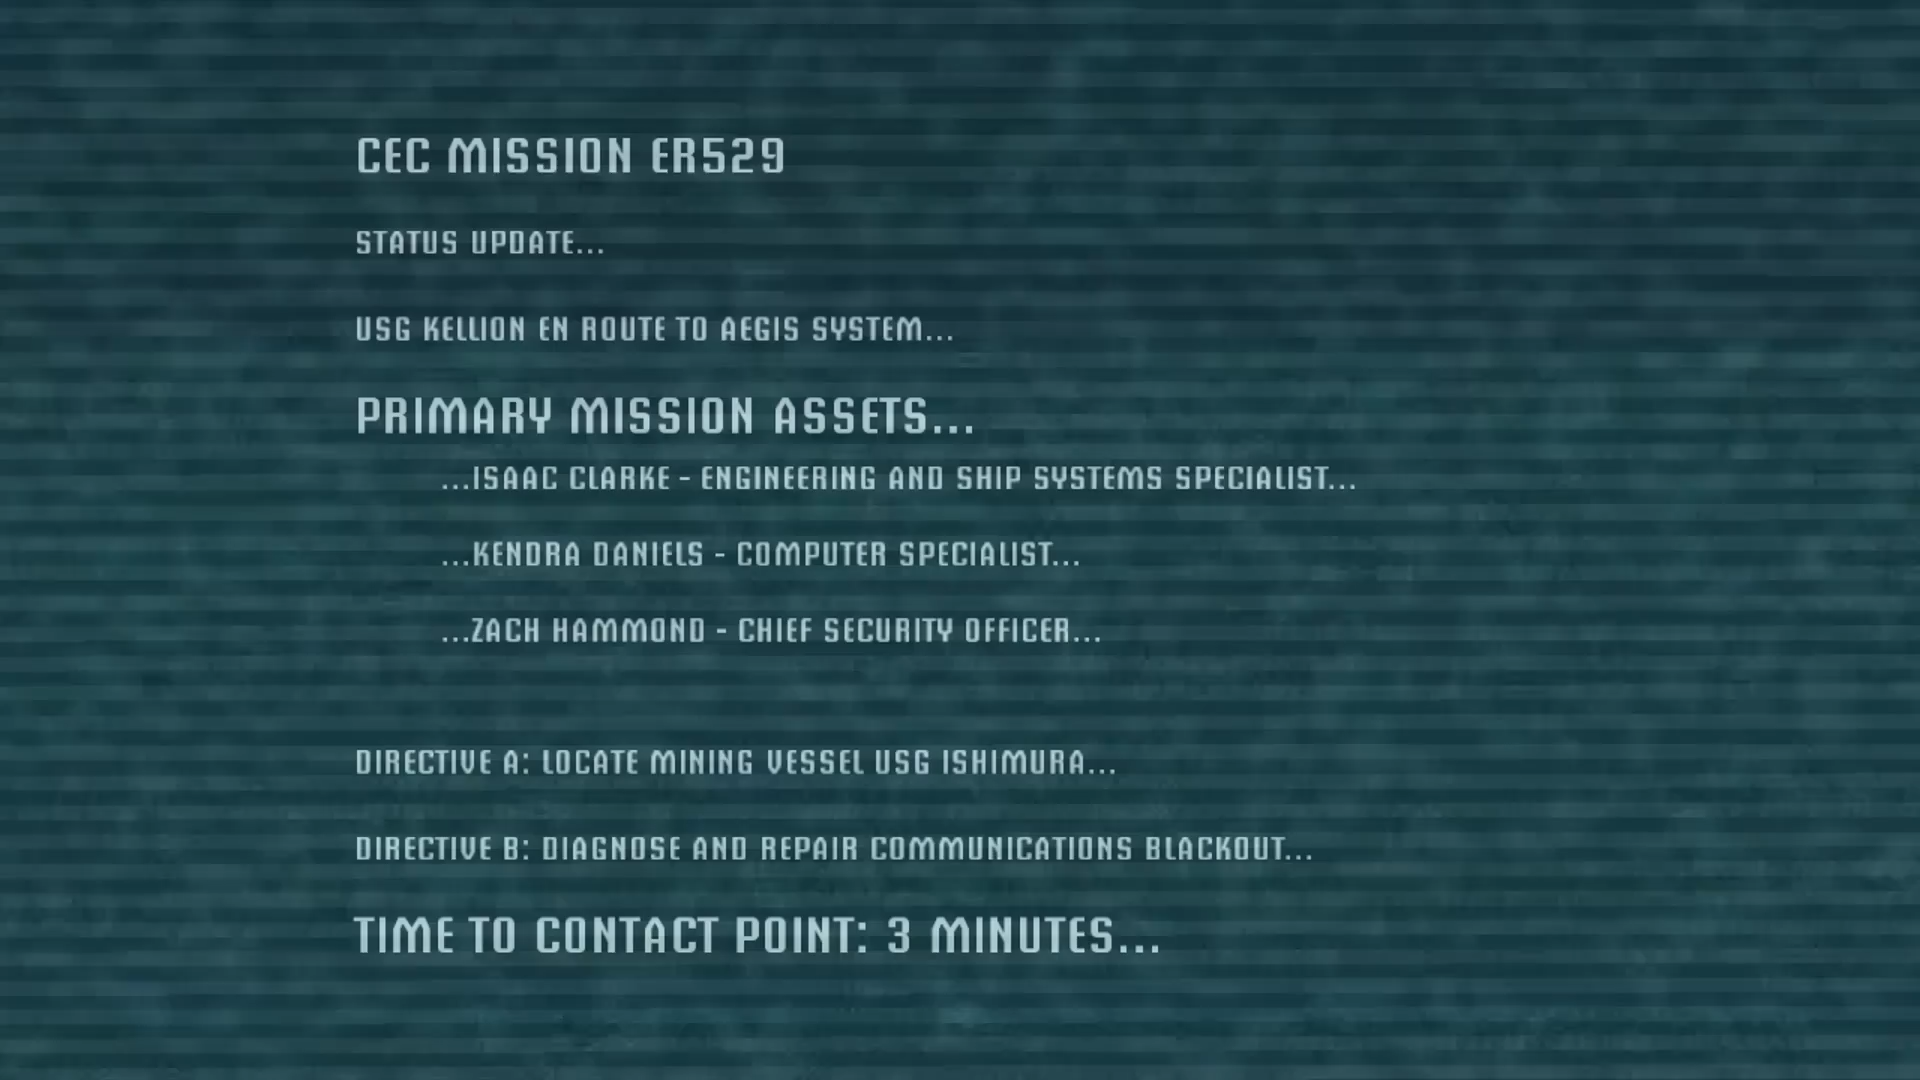 CEC MISSION ER529
STATUS UPDATE...
USG KELLION EN ROUTE TO AEGIS SYSTEM...
PRIMARY MISSION ASSETS...
...ISAAC CLARKE - ENGINEERING AND SHIP SYSTEMS SPECIALIST...
...KENDRA DANIELS - COMPUTER SPECIALIST...
...ZACH HAMMOND - CHIEF SECURITY OFFICER...
DIRECTIVE A: LOCATE MINING VESSEL USG ISHIMURA...
DIRECTIVE B: DIAGNOSE AND REPAIR COMMUNICATIONS BLACKOUT...
TIME TO CONTACT POINT: 3 MINUTES...